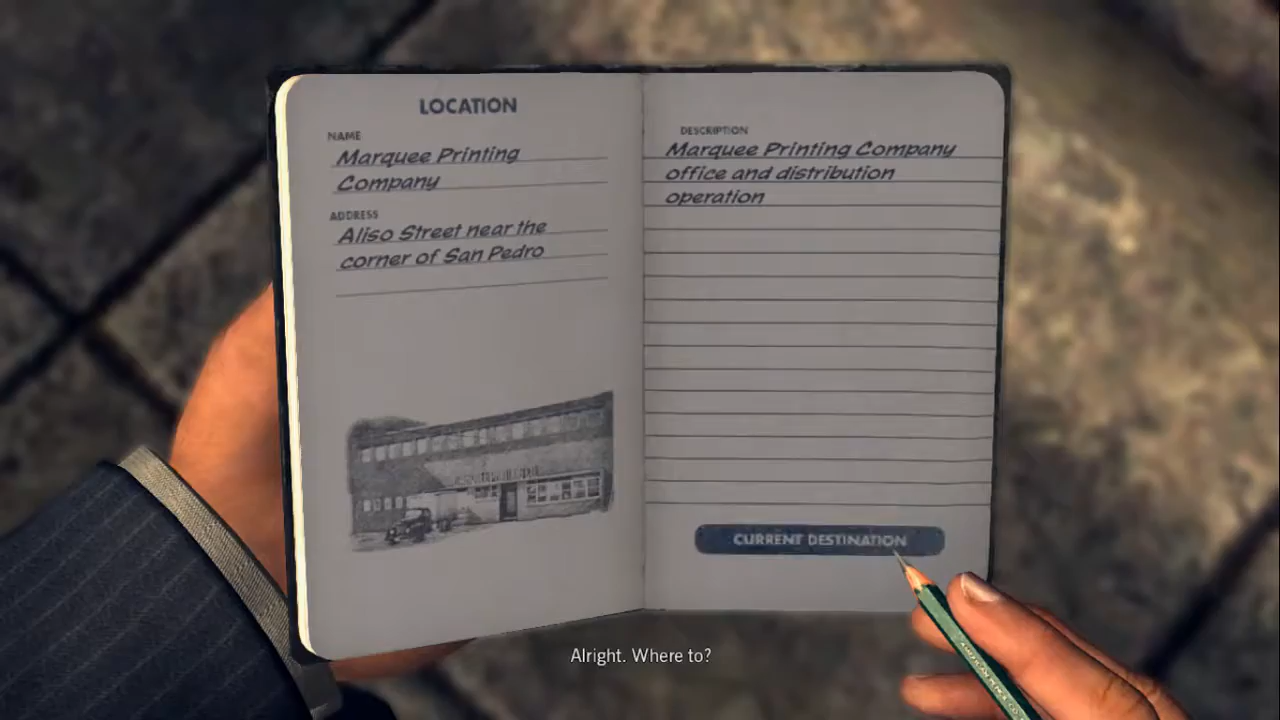 LOCATION
NAME
Marquee Printing
Company
ADDRESS
Aliso Street near the
corner of San Pedro
DESCRIPTION
Marquee Printing Company
office and distribution
operation
CURRENT DESTINATION
Alright. Where to?